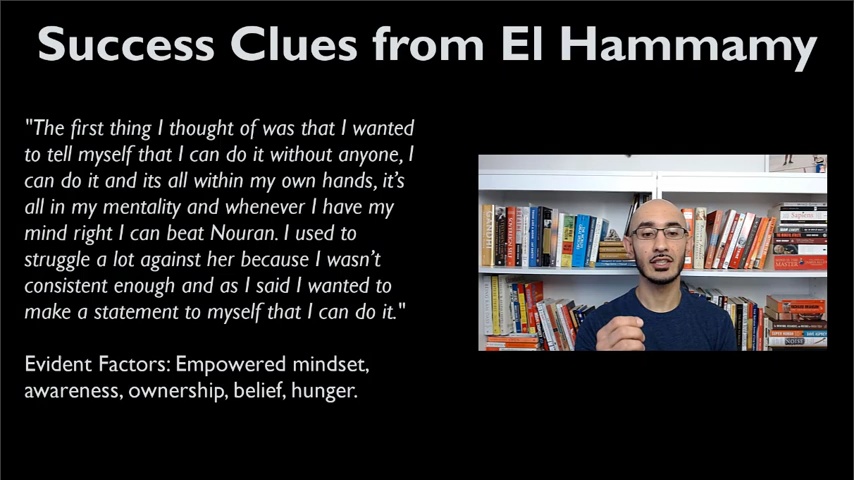 Success Clues from El Hammamy
"The first thing I thought of was that I wanted
to tell myself that I can do it without anyone, I
can do it and its all within my own hands, it's
all in my mentality and whenever I have my
mind right I can beat Nouran. I used to
struggle a lot against her because I wasn't
consistent enough and as I said I wanted to
make a statement to myself that I can do it."
Evident Factors: Empowered mindset,
awareness, ownership, belief, hunger.